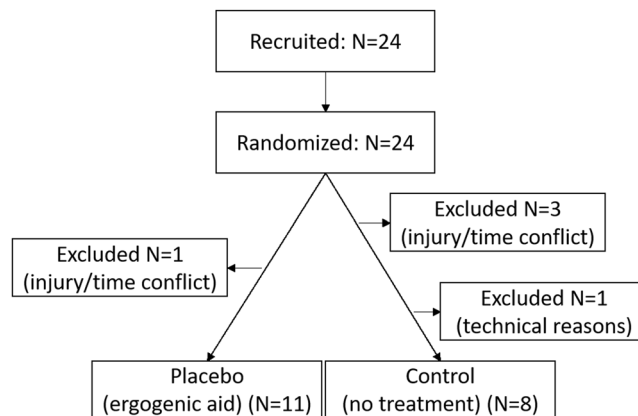 Recruited: N=24
Randomized: N=24
Excluded N=3
(injury/time conflict)
Excluded N=1
(injury/time conflict)
Excluded N=1
(technical reasons)
Placebo
(ergogenic aid) (N=11)
Control
(no treatment) (N=8)